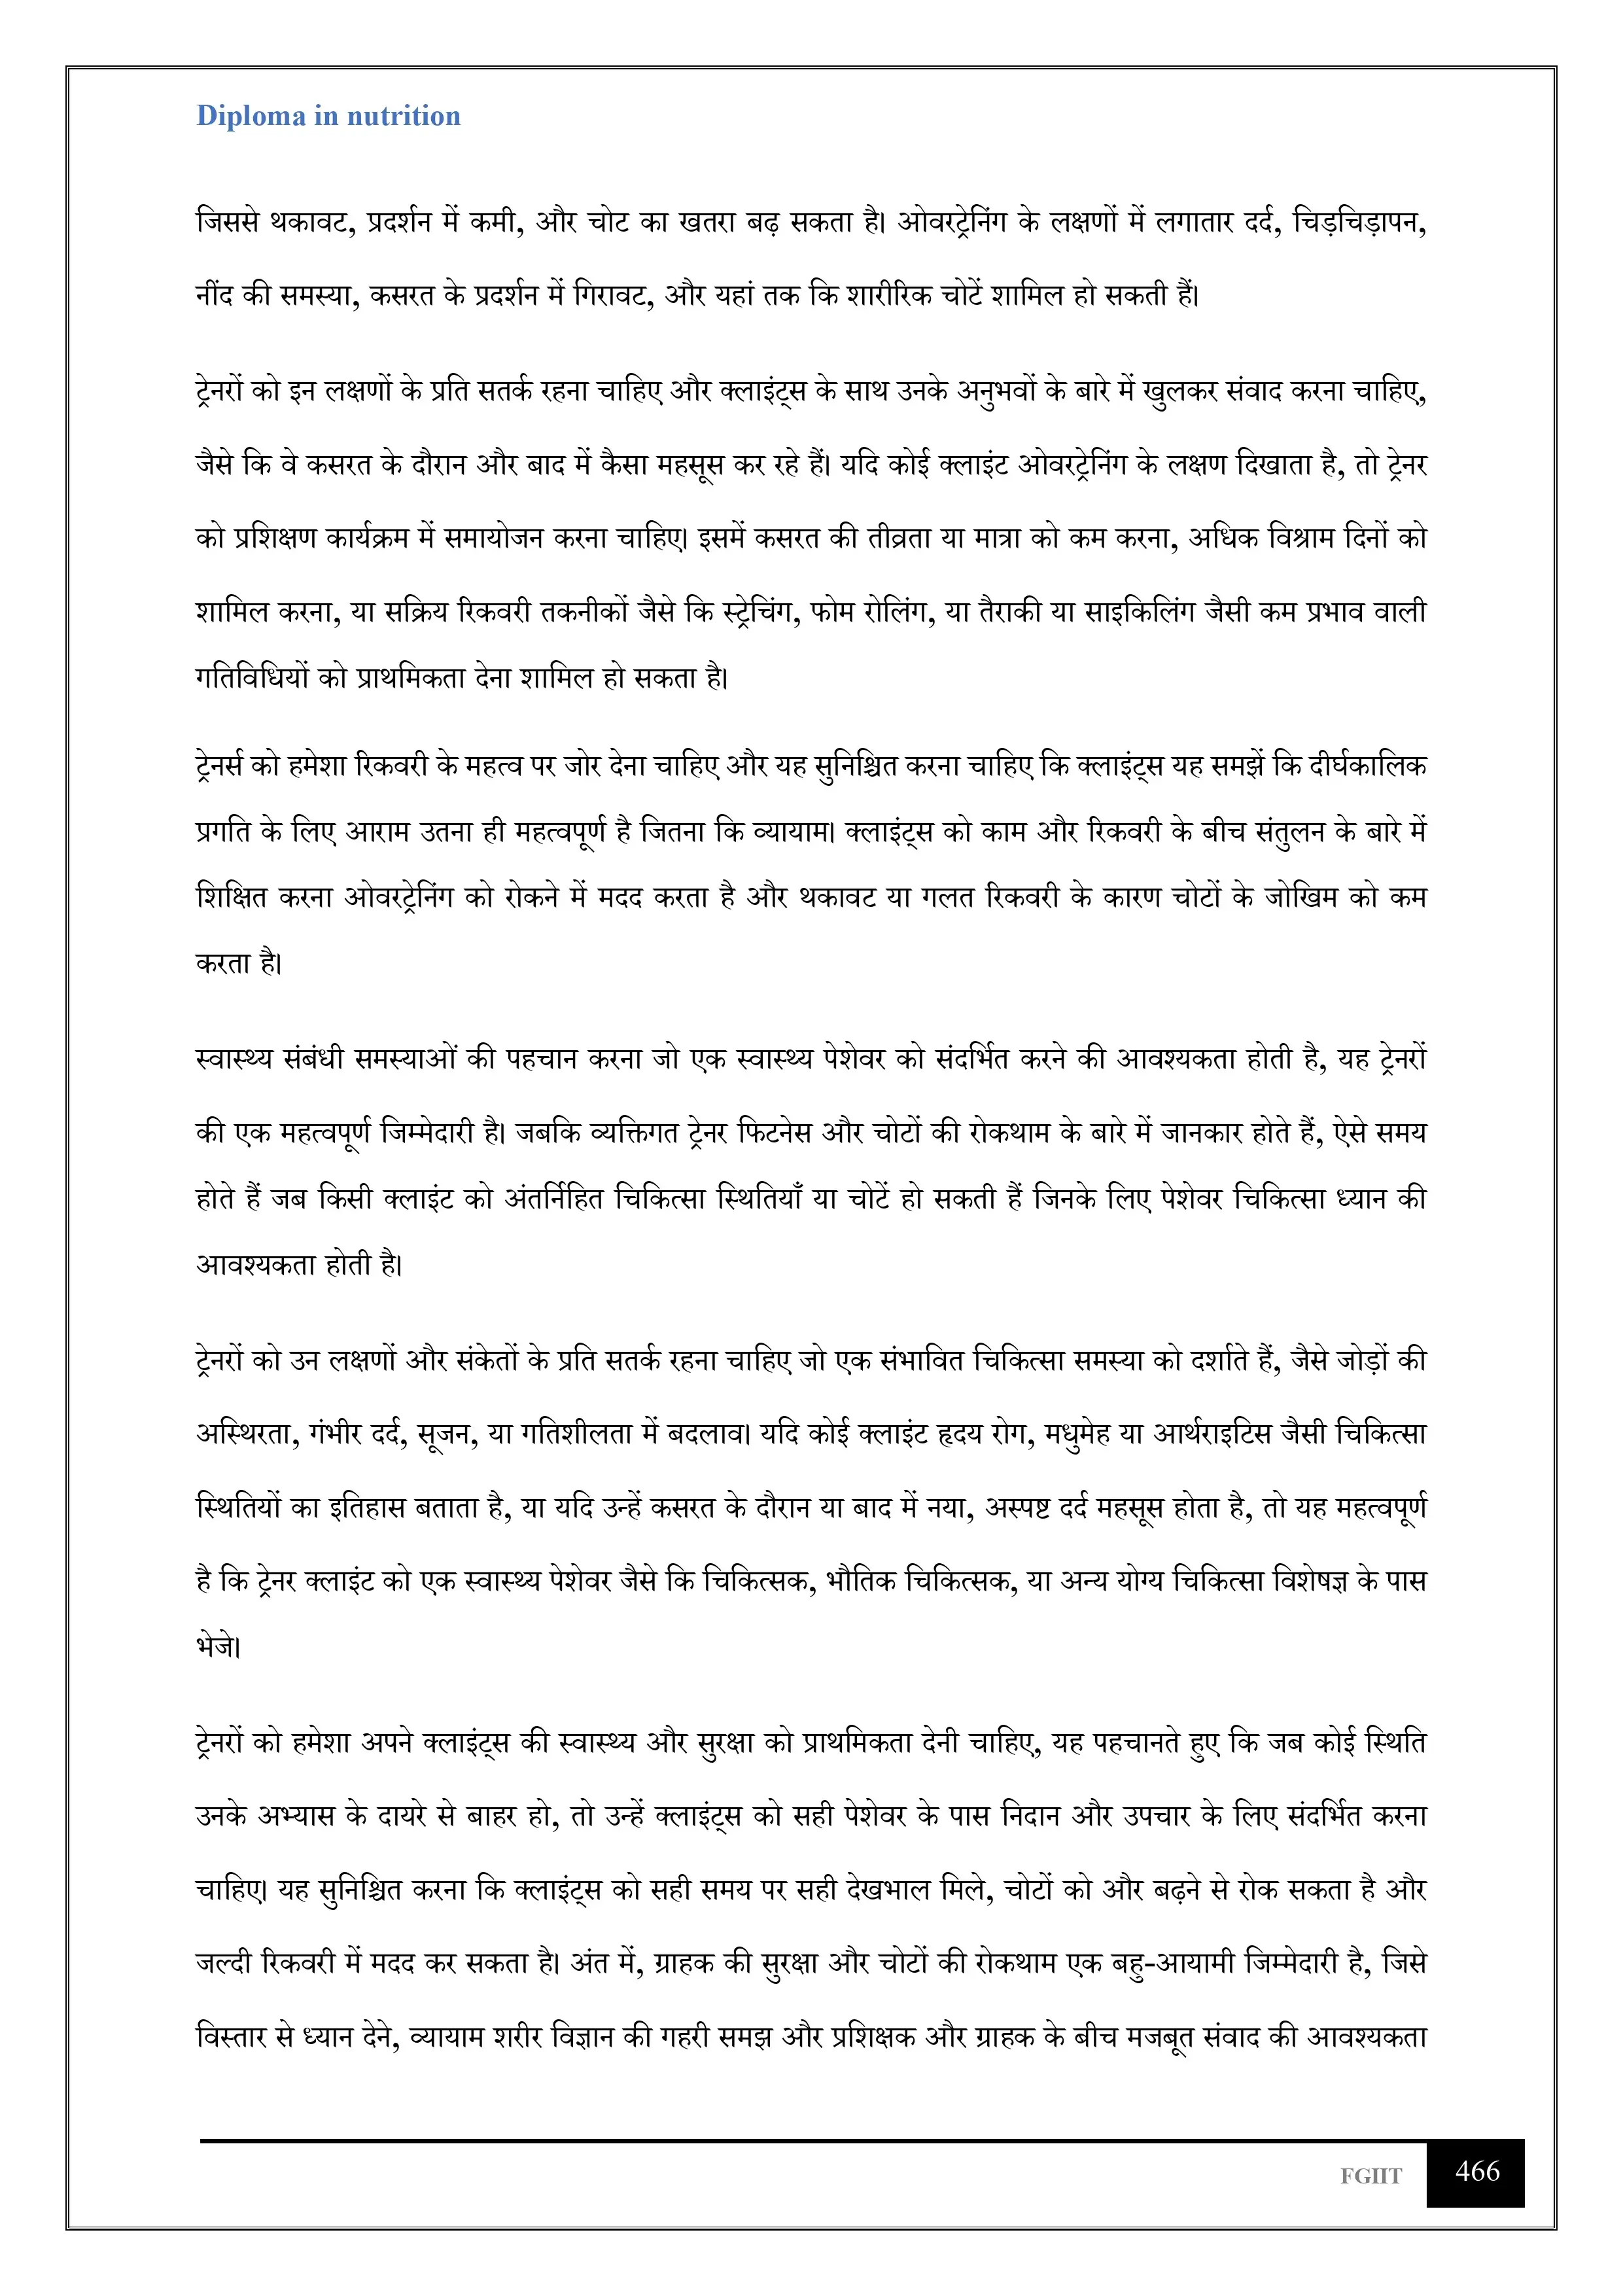 Diploma in nutrition
जिससे थकावट, प्रदर्शन में कमी, और चोट का खतरा बढ़ सकता है। ओवरट्रेनिंग के लक्षणों में लगातार दर्द, चिड़चिड़ापन,
नींद की समस्या, कसरत के प्रदर्शन में गिरावट, और यहां तक कि शारीरिक चोटें शामिल हो सकती हैं।
ट्रेनरों को इन लक्षणों के प्रति सतर्क रहना चाहिए और क्लाइंट्स के साथ उनके अनुभवों के बारे में खुलकर संवाद करना चाहिए,
जैसे कि वे कसरत के दौरान और बाद में कैसा महसूस कर रहे हैं। यदि कोई क्लाइंट ओवरट्रेनिंग के लक्षण दिखाता है, तो ट्रेनर
को प्रशिक्षण कार्यक्रम में समायोजन करना चाहिए। इसमें कसरत की तीव्रता या मात्रा को कम करना, अधिक विश्राम दिनों को
शामिल करना, या सक्रिय रिकवरी तकनीकों जैसे कि स्ट्रेचिंग, फोम रोलिंग, या तैराकी या साइकिलिंग जैसी कम प्रभाव वाली
गतिविधियों को प्राथमिकता देना शामिल हो सकता है।
ट्रेनर्स को हमेशा रिकवरी के महत्व पर जोर देना चाहिए और यह सुनिश्चित करना चाहिए कि क्लाइंट्स यह समझें कि दीर्घकालिक
प्रगति के लिए आराम उतना ही महत्वपूर्ण है जितना कि व्यायाम। क्लाइंट्स को काम और रिकवरी के बीच संतुलन के बारे में
शिक्षित करना ओवरट्रेनिंग को रोकने में मदद करता है और थकावट या गलत रिकवरी के कारण चोटों के जोखिम को कम
करता है।
स्वास्थ्य संबंधी समस्याओं की पहचान करना जो एक स्वास्थ्य पेशेवर को संदर्भित करने की आवश्यकता होती है, यह ट्रेनरों
की एक महत्वपूर्ण जिम्मेदारी है। जबकि व्यक्तिगत ट्रेनर फिटनेस और चोटों की रोकथाम के बारे में जानकार होते हैं, ऐसे समय
होते हैं जब किसी क्लाइंट को अंतर्निहित चिकित्सा स्थितियाँ या चोटें हो सकती हैं जिनके लिए पेशेवर चिकित्सा ध्यान की
आवश्यकता होती है।
ट्रेनरों को उन लक्षणों और संकेतों के प्रति सतर्क रहना चाहिए जो एक संभावित चिकित्सा समस्या को दर्शाते हैं, जैसे जोड़ों की
अस्थिरता, गंभीर दर्द, सूजन, या गतिशीलता में बदलाव। यदि कोई क्लाइंट हृदय रोग, मधुमेह या आर्थराइटिस जैसी चिकित्सा
स्थितियों का इतिहास बताता है, या यदि उन्हें कसरत के दौरान या बाद में नया, अस्पष्ट दर्द महसूस होता है, तो यह महत्वपूर्ण
है कि ट्रेनर क्लाइंट को एक स्वास्थ्य पेशेवर जैसे कि चिकित्सक, भौतिक चिकित्सक, या अन्य योग्य चिकित्सा विशेषज्ञ के पास
भेजे।
ट्रेनरों को हमेशा अपने क्लाइंट्स की स्वास्थ्य और सुरक्षा को प्राथमिकता देनी चाहिए, यह पहचानते हुए कि जब कोई स्थिति
उनके अभ्यास के दायरे से बाहर हो, तो उन्हें क्लाइंट्स को सही पेशेवर के पास निदान और उपचार के लिए संदर्भित करना
चाहिए। यह सुनिश्चित करना कि क्लाइंट्स को सही समय पर सही देखभाल मिले, चोटों को और बढ़ने से रोक सकता है और
जल्दी रिकवरी में मदद कर सकता है। अंत में, ग्राहक की सुरक्षा और चोटों की रोकथाम एक बहु-आयामी जिम्मेदारी है, जिसे
विस्तार से ध्यान देने, व्यायाम शरीर विज्ञान की गहरी समझ और प्रशिक्षक और ग्राहक के बीच मजबूत संवाद की आवश्यकता
FGIIT 466